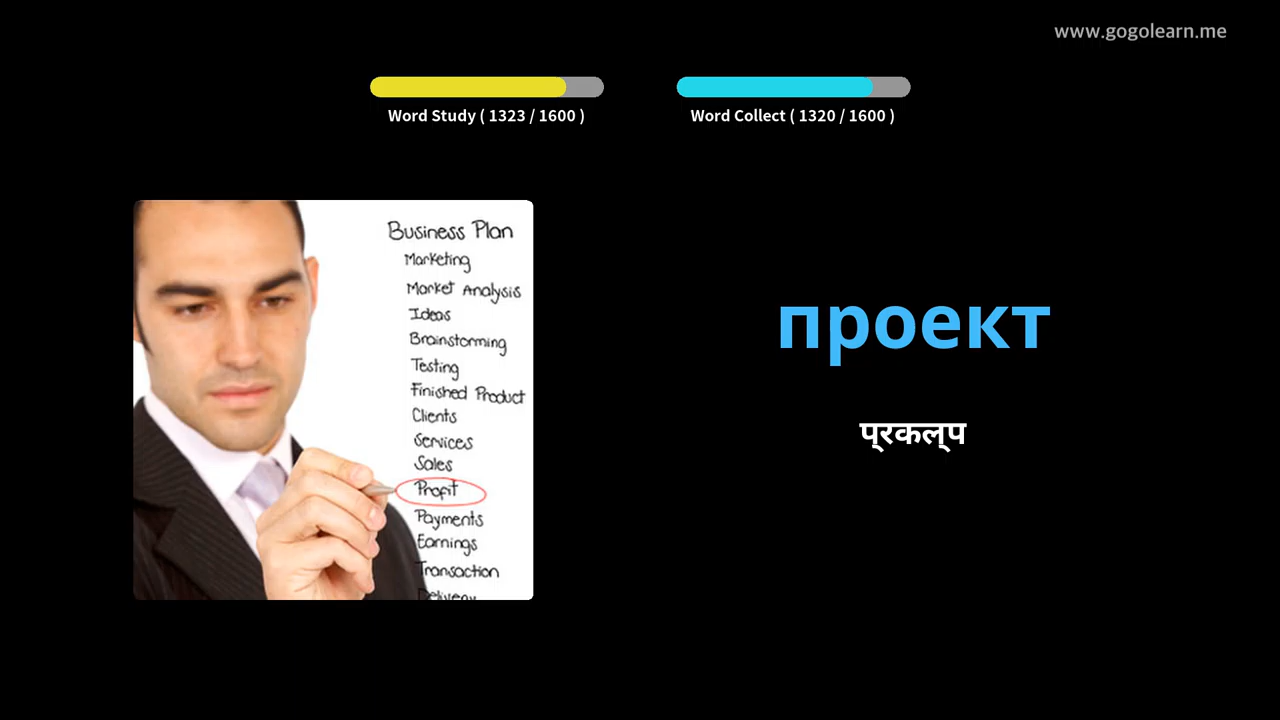 www.gogolearn.me
Word Study ( 1323 / 1600 )
Word Collect ( 1320 / 1600 )
Business Plan
Marketing
Market Analysis
Ideas
Brainstorming
Testing
Finished Product
Clients
Services
Sales
Profit
Payments
Earnings
Transaction
Delivery
проект
प्रकल्प